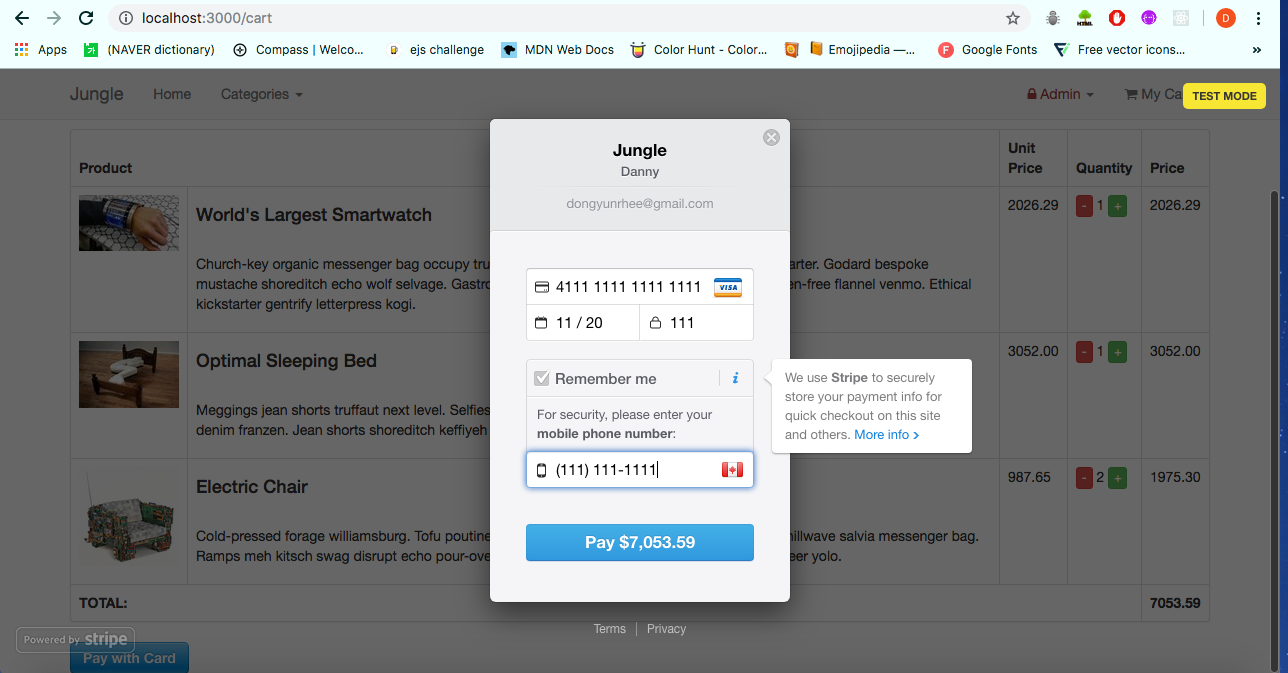 localhost:3000/cart
D
Apps
(NAVER dictionary)
Compass | Welco...
ejs challenge
MDN Web Docs
Color Hunt - Color...
Emojipedia —...
Google Fonts
Free vector icons...
»
Jungle
Home
Categories
Admin
My Ca
TEST MODE
Product
Unit Price
Quantity
Price
World's Largest Smartwatch
Church-key organic messenger bag occupy tru
arter. Godard bespoke
mustache shoreditch echo wolf selvage. Gastro
en-free flannel venmo. Ethical
kickstarter gentrify letterpress kogi.
2026.29
- 1 +
2026.29
Optimal Sleeping Bed
Meggings jean shorts truffaut next level. Selfies
denim franzen. Jean shorts shoreditch keffiyeh
3052.00
- 1 +
3052.00
Electric Chair
Cold-pressed forage williamsburg. Tofu poutine
hillwave salvia messenger bag.
Ramps meh kitsch swag disrupt echo pour-ove
eer yolo.
987.65
- 2 +
1975.30
TOTAL:
7053.59
Powered by stripe
Pay with Card
Jungle
Danny
dongyunrhee@gmail.com
4111 1111 1111 1111
VISA
11 / 20
111
Remember me
i
For security, please enter your
mobile phone number:
(111) 111-1111
Pay $7,053.59
We use Stripe to securely
store your payment info for
quick checkout on this site
and others. More info ›
Terms
Privacy